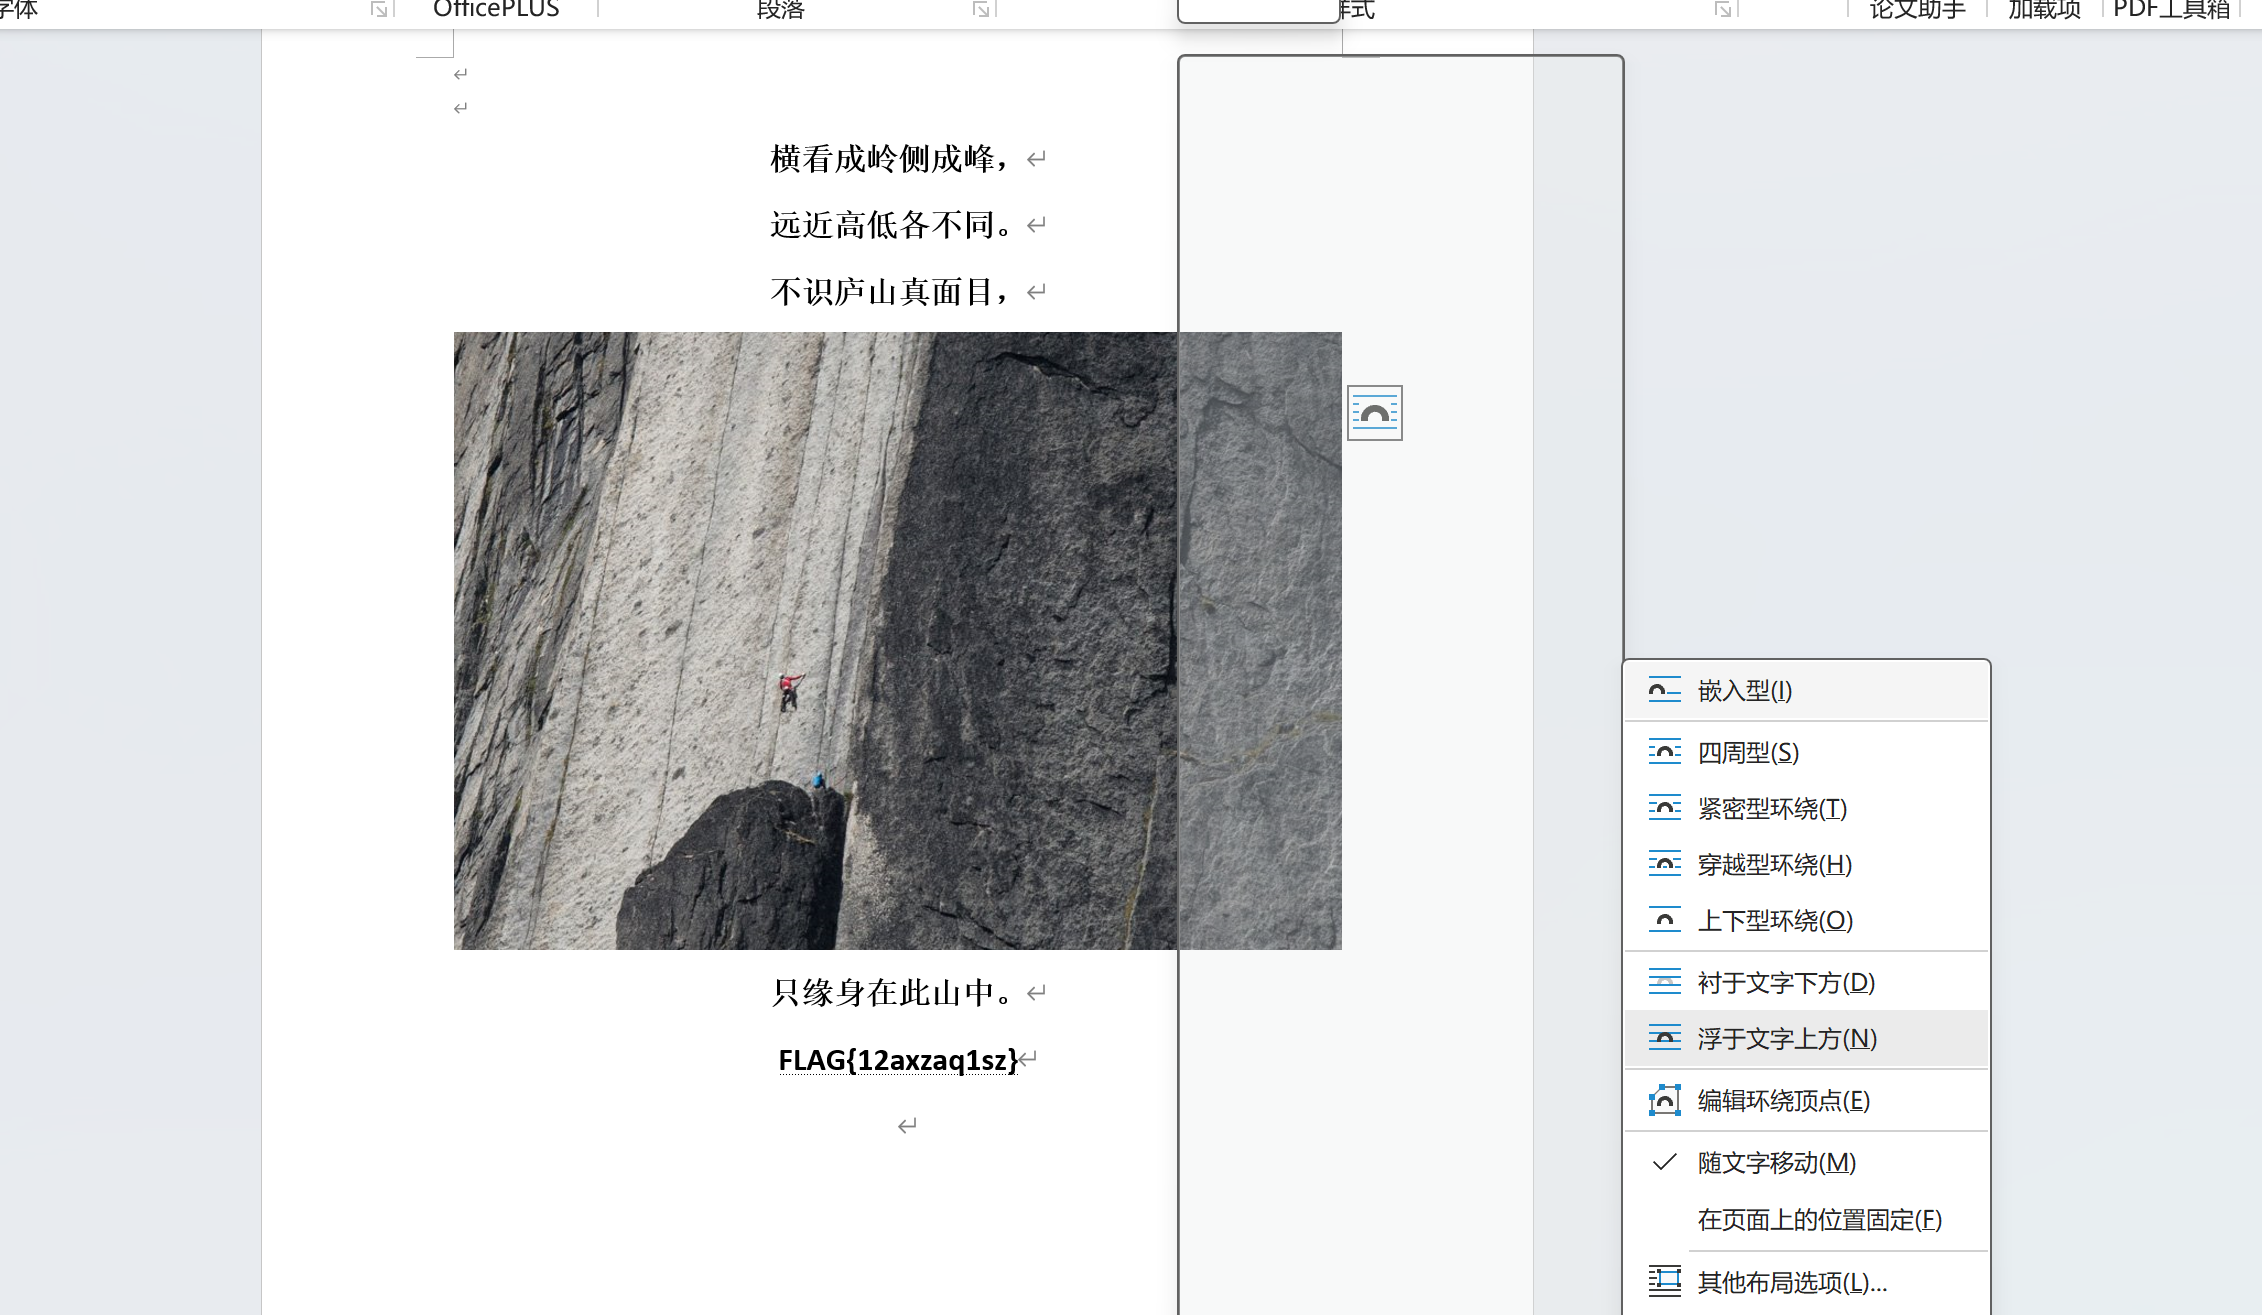 字体 OfficePLUS 段落 样式 论文助手 加载项 PDF工具箱
横看成岭侧成峰，
远近高低各不同。
不识庐山真面目，
只缘身在此山中。
FLAG{12axzaq1sz}
嵌入型(I)
四周型(S)
紧密型环绕(T)
穿越型环绕(H)
上下型环绕(O)
衬于文字下方(D)
浮于文字上方(N)
编辑环绕顶点(E)
随文字移动(M)
在页面上的位置固定(F)
其他布局选项(L)...